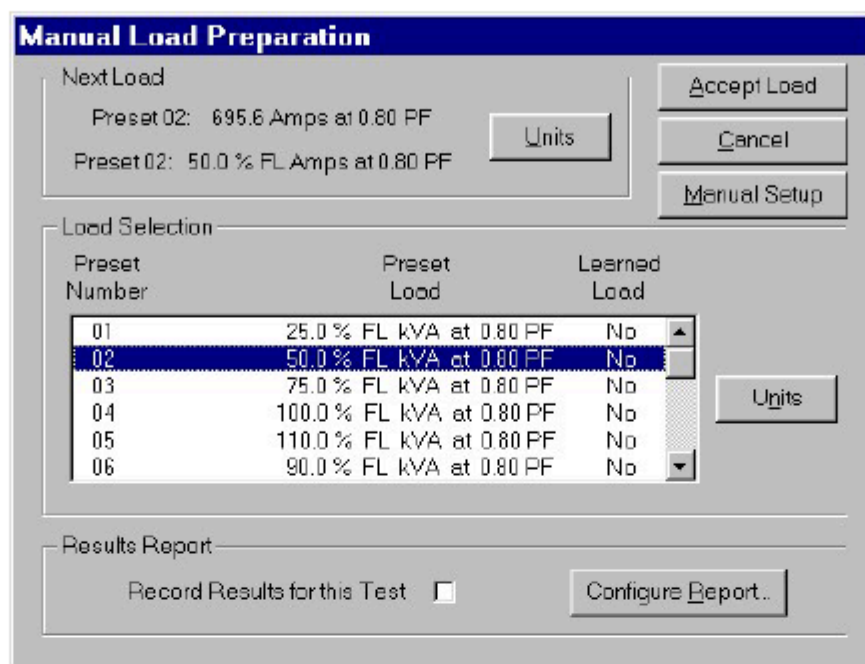 Manual Load Preparation
Next Load
Preset 02: 695.6 Amps at 0.80 PF
Preset 02: 50.0 % FL Amps at 0.80 PF
Units
Accept Load
Cancel
Manual Setup
Load Selection
Preset Number
Preset Load
Learned Load
01 25.0 % FL kVA at 0.80 PF No
02 50.0 % FL kVA at 0.80 PF No
03 75.0 % FL kVA at 0.80 PF No
04 100.0 % FL kVA at 0.80 PF No
05 110.0 % FL kVA at 0.80 PF No
06 90.0 % FL kVA at 0.80 PF No
Units
Results Report
Record Results for this Test
Configure Report..